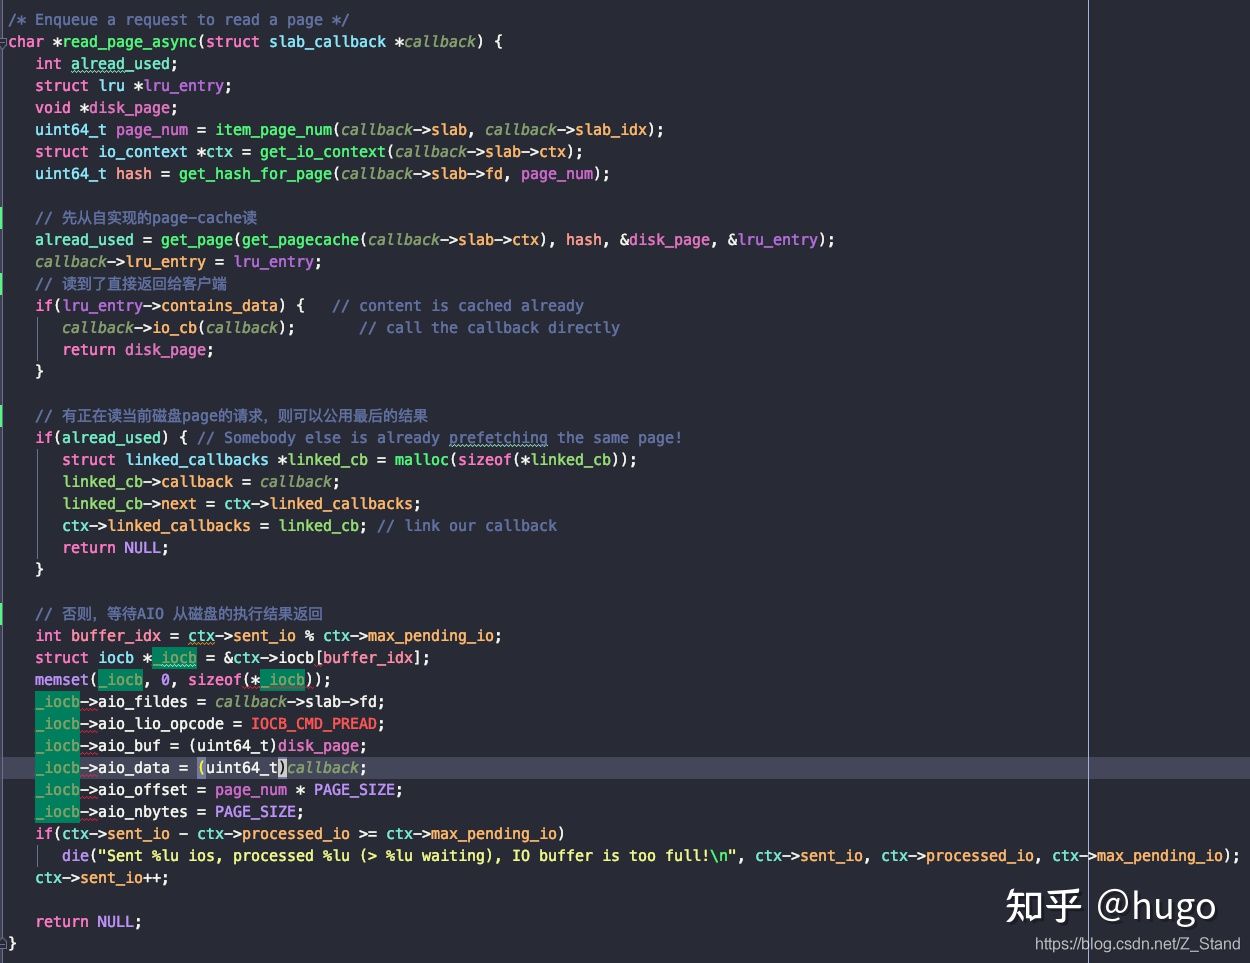 /* Enqueue a request to read a page */
char *read_page_async(struct slab_callback *callback) {
int alread_used;
struct lru *lru_entry;
void *disk_page;
uint64_t page_num = item_page_num(callback->slab, callback->slab_idx);
struct io_context *ctx = get_io_context(callback->slab->ctx);
uint64_t hash = get_hash_for_page(callback->slab->fd, page_num);
// 先从自实现的page-cache读
alread_used = get_page(get_pagecache(callback->slab->ctx), hash, &disk_page, &lru_entry);
callback->lru_entry = lru_entry;
// 读到了直接返回给客户端
if(lru_entry->contains_data) { // content is cached already
callback->io_cb(callback); // call the callback directly
return disk_page;
}
// 有正在读当前磁盘page的请求，则可以公用最后的结果
if(alread_used) { // Somebody else is already prefetching the same page!
struct linked_callbacks *linked_cb = malloc(sizeof(*linked_cb));
linked_cb->callback = callback;
linked_cb->next = ctx->linked_callbacks;
ctx->linked_callbacks = linked_cb; // link our callback
return NULL;
}
// 否则，等待AIO 从磁盘的执行结果返回
int buffer_idx = ctx->sent_io % ctx->max_pending_io;
struct iocb *_iocb = &ctx->iocb[buffer_idx];
memset(_iocb, 0, sizeof(*_iocb));
_iocb->aio_fildes = callback->slab->fd;
_iocb->aio_lio_opcode = IOCB_CMD_PREAD;
_iocb->aio_buf = (uint64_t)disk_page;
_iocb->aio_data = (uint64_t)callback;
_iocb->aio_offset = page_num * PAGE_SIZE;
_iocb->aio_nbytes = PAGE_SIZE;
if(ctx->sent_io - ctx->processed_io >= ctx->max_pending_io)
die("Sent %lu ios, processed %lu (> %lu waiting), IO buffer is too full!\n", ctx->sent_io, ctx->processed_io, ctx->max_pending_io);
ctx->sent_io++;
return NULL;
}
知乎 @hugo
https://blog.csdn.net/Z_Stand